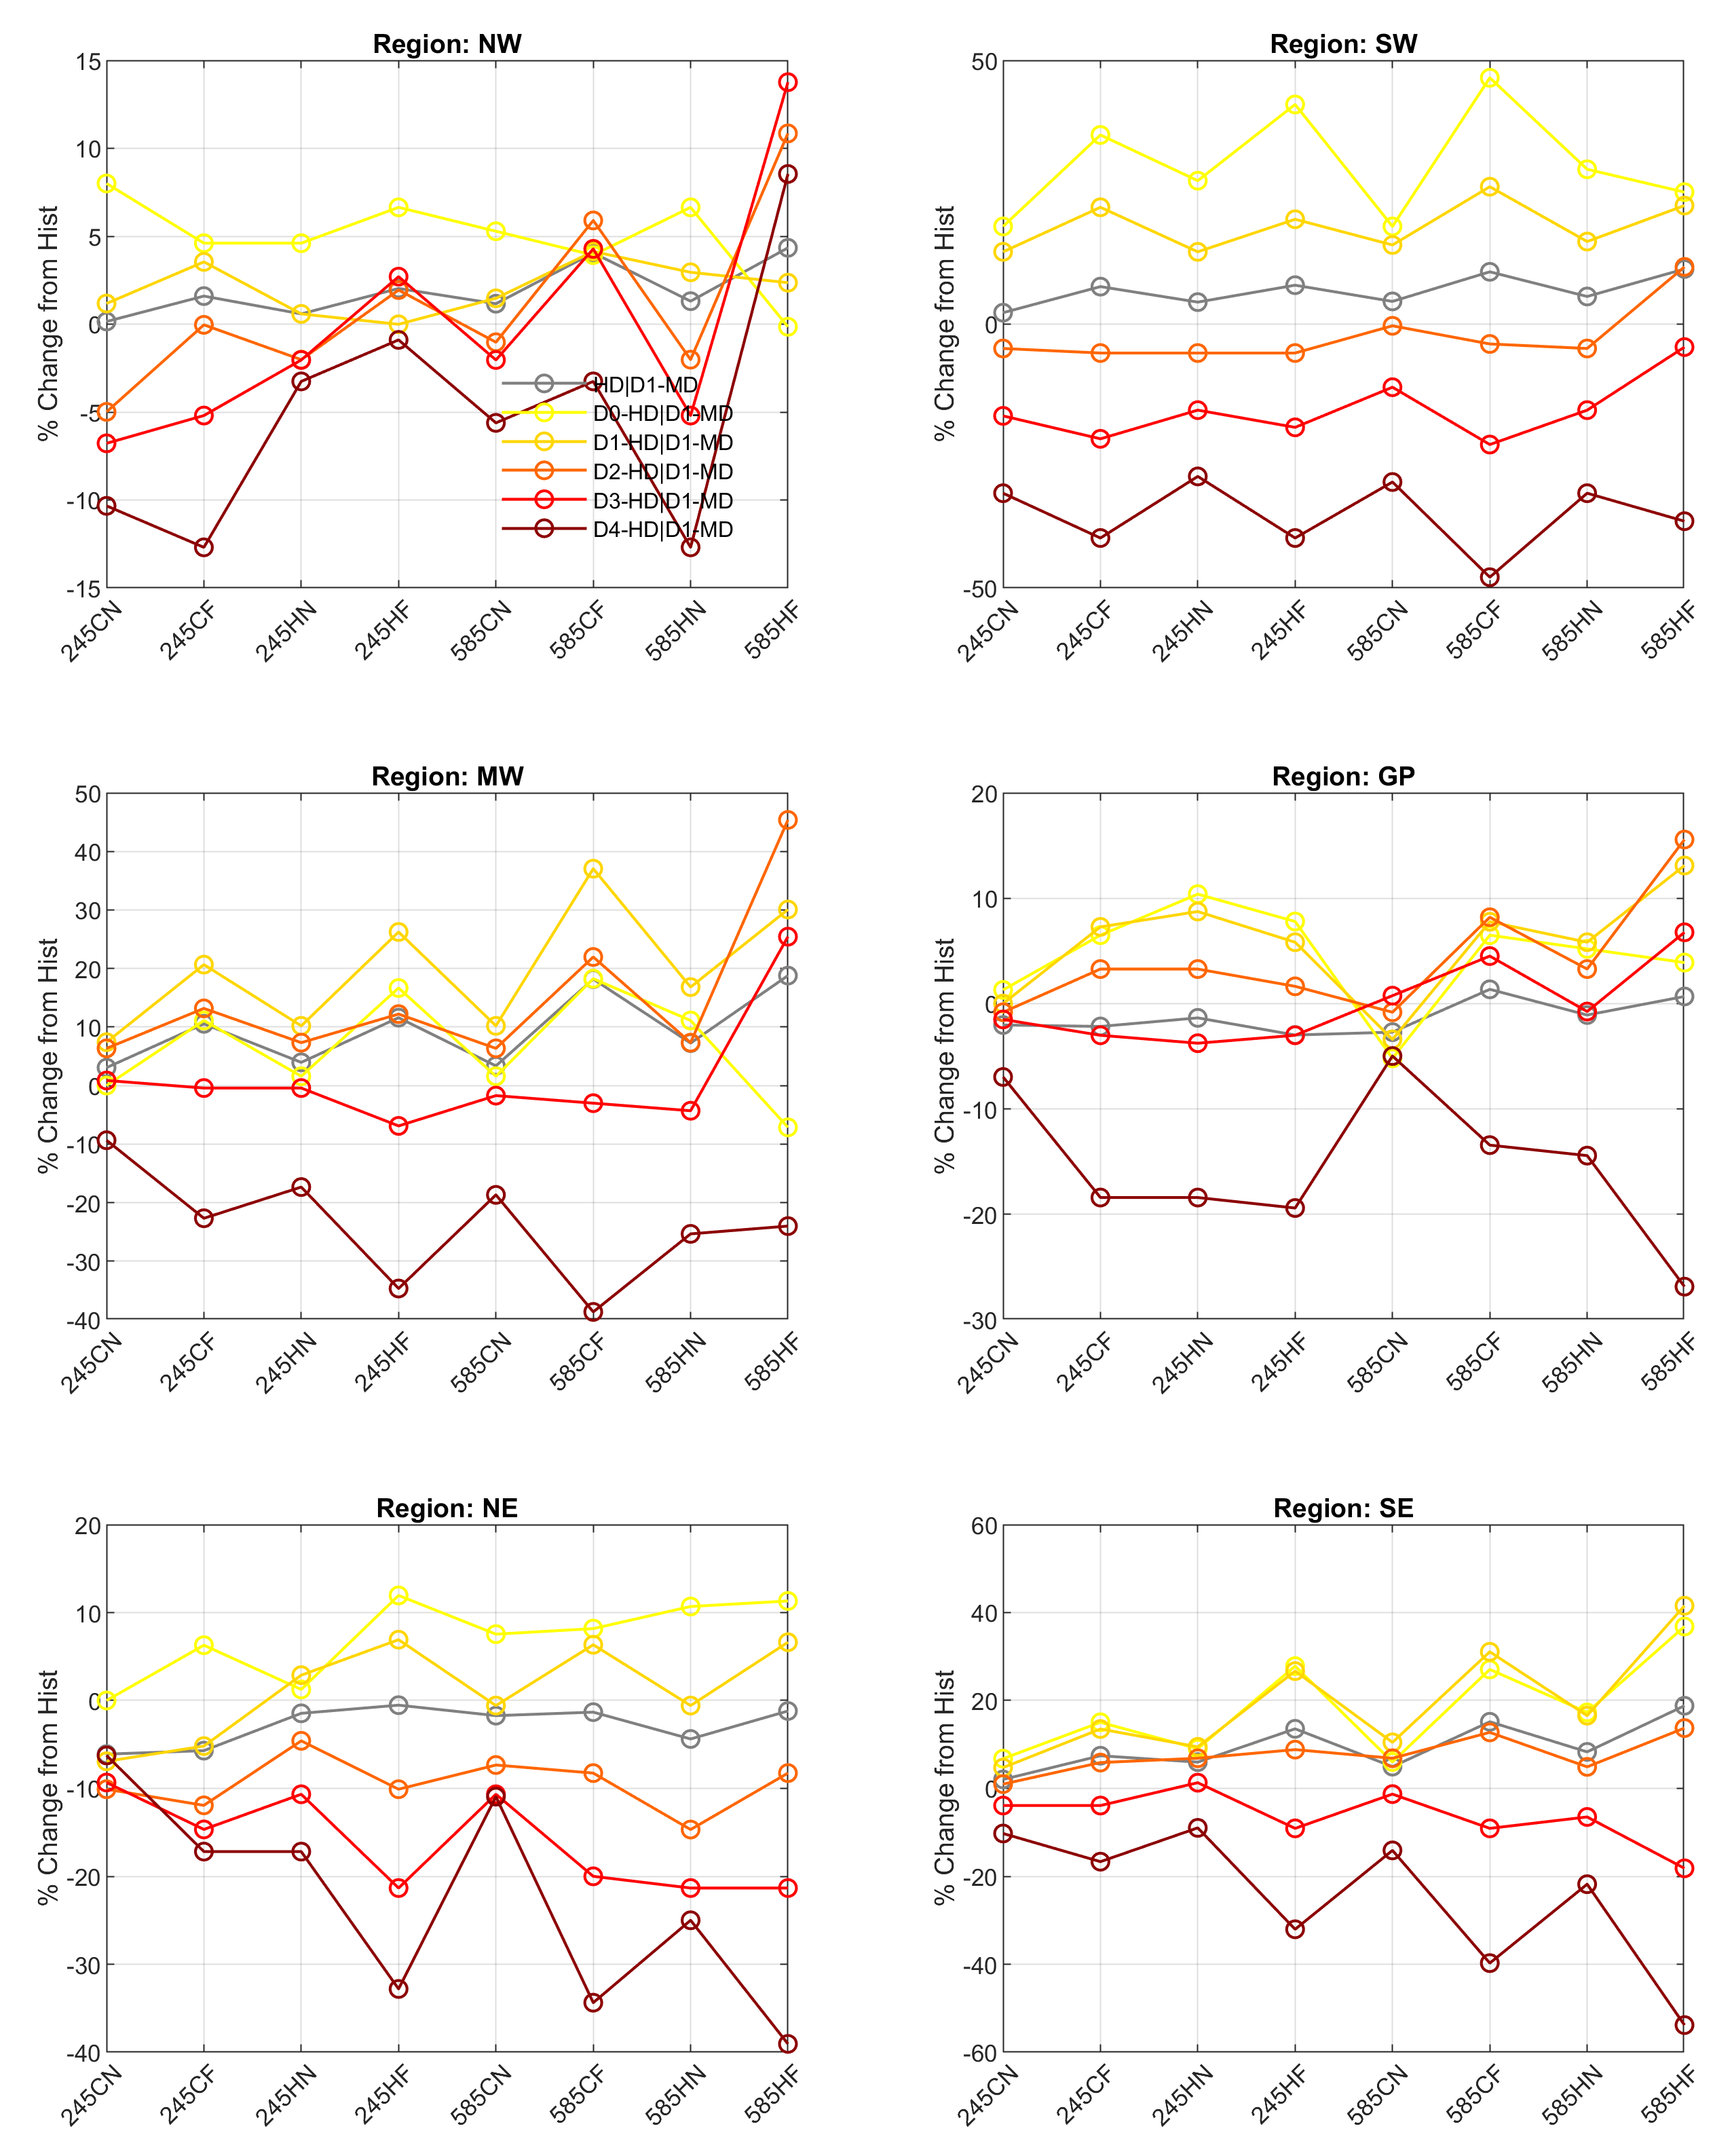 Region: NW
% Change from Hist
15
10
5
0
-5
-10
-15
HD|D1-MD
D0-HD|D1-MD
D1-HD|D1-MD
D2-HD|D1-MD
D3-HD|D1-MD
D4-HD|D1-MD
245CN 245CF 245HN 245HF 585CN 585CF 585HN 585HF
Region: SW
% Change from Hist
50
0
-50
245CN 245CF 245HN 245HF 585CN 585CF 585HN 585HF
Region: MW
% Change from Hist
50
40
30
20
10
0
-10
-20
-30
-40
245CN 245CF 245HN 245HF 585CN 585CF 585HN 585HF
Region: GP
% Change from Hist
20
10
0
-10
-20
-30
245CN 245CF 245HN 245HF 585CN 585CF 585HN 585HF
Region: NE
% Change from Hist
20
10
0
-10
-20
-30
-40
245CN 245CF 245HN 245HF 585CN 585CF 585HN 585HF
Region: SE
% Change from Hist
60
40
20
0
-20
-40
-60
245CN 245CF 245HN 245HF 585CN 585CF 585HN 585HF